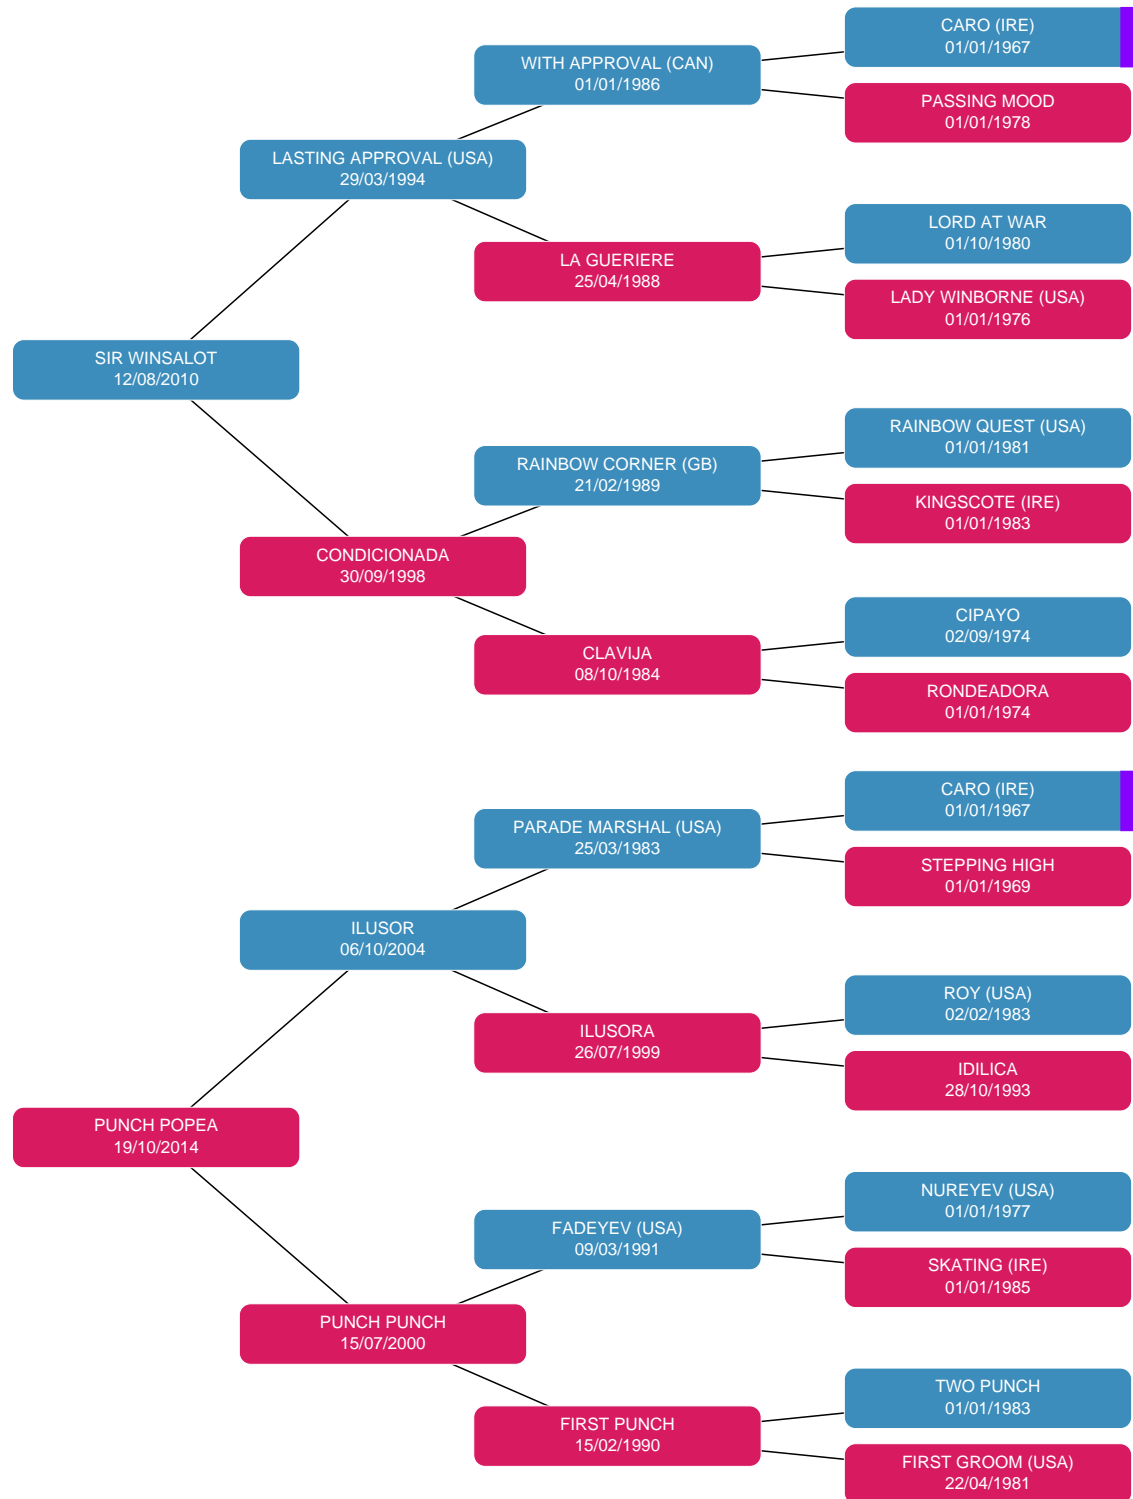 CARO (IRE)
01/01/1967
WITH APPROVAL (CAN)
01/01/1986
PASSING MOOD
01/01/1978
LASTING APPROVAL (USA)
29/03/1994
LORD AT WAR
01/10/1980
LA GUERIERE
25/04/1988
LADY WINBORNE (USA)
01/01/1976
SIR WINSALOT
12/08/2010
RAINBOW QUEST (USA)
01/01/1981
RAINBOW CORNER (GB)
21/02/1989
KINGSCOTE (IRE)
01/01/1983
CONDICIONADA
30/09/1998
CIPAYO
02/09/1974
CLAVIJA
08/10/1984
RONDEADORA
01/01/1974
CARO (IRE)
01/01/1967
PARADE MARSHAL (USA)
25/03/1983
STEPPING HIGH
01/01/1969
ILUSOR
06/10/2004
ROY (USA)
02/02/1983
ILUSORA
26/07/1999
IDILICA
28/10/1993
PUNCH POPEA
19/10/2014
NUREYEV (USA)
01/01/1977
FADEYEV (USA)
09/03/1991
SKATING (IRE)
01/01/1985
PUNCH PUNCH
15/07/2000
TWO PUNCH
01/01/1983
FIRST PUNCH
15/02/1990
FIRST GROOM (USA)
22/04/1981